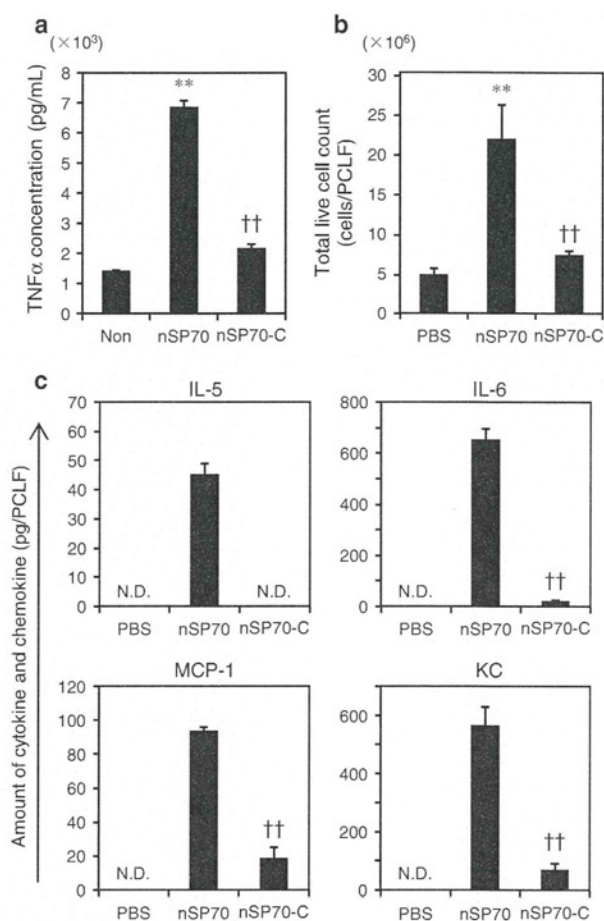 a
(×10³)
TNFα concentration (pg/mL)
8
7
6
5
4
3
2
1
0
**
††
Non nSP70 nSP70-C
b
(×10⁶)
Total live cell count
(cells/PCLF)
30
25
20
15
10
5
0
**
††
PBS nSP70 nSP70-C
c
Amount of cytokine and chemokine (pg/PCLF)
IL-5
70
60
50
40
30
20
10
0
N.D. N.D.
PBS nSP70 nSP70-C
IL-6
800
600
400
200
0
N.D. ††
PBS nSP70 nSP70-C
MCP-1
120
100
80
60
40
20
0
N.D. ††
PBS nSP70 nSP70-C
KC
600
400
200
0
N.D. ††
PBS nSP70 nSP70-C